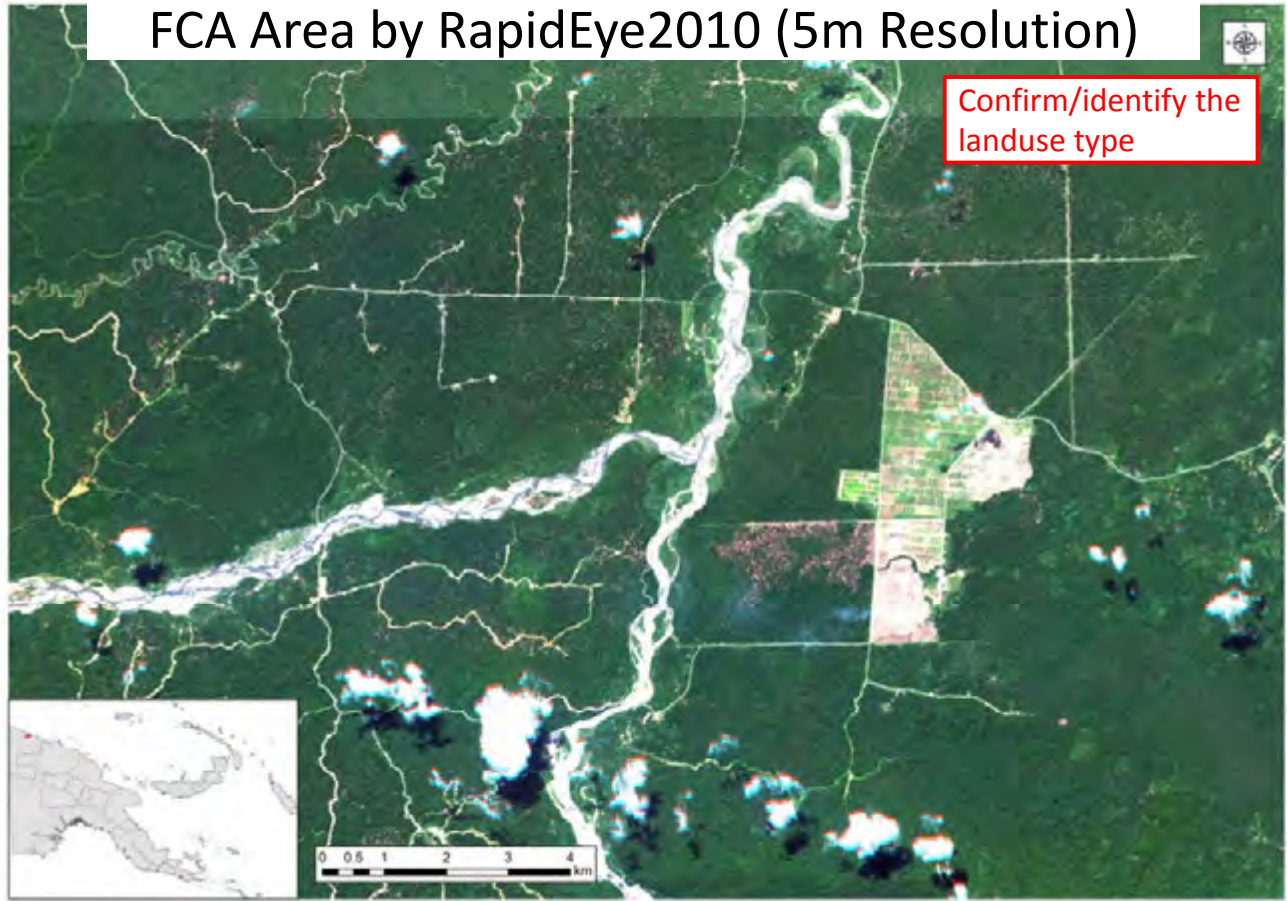 FCA Area by RapidEye2010 (5m Resolution)
Confirm/identify the
landuse type
0 0.5 1 2 3 4
km